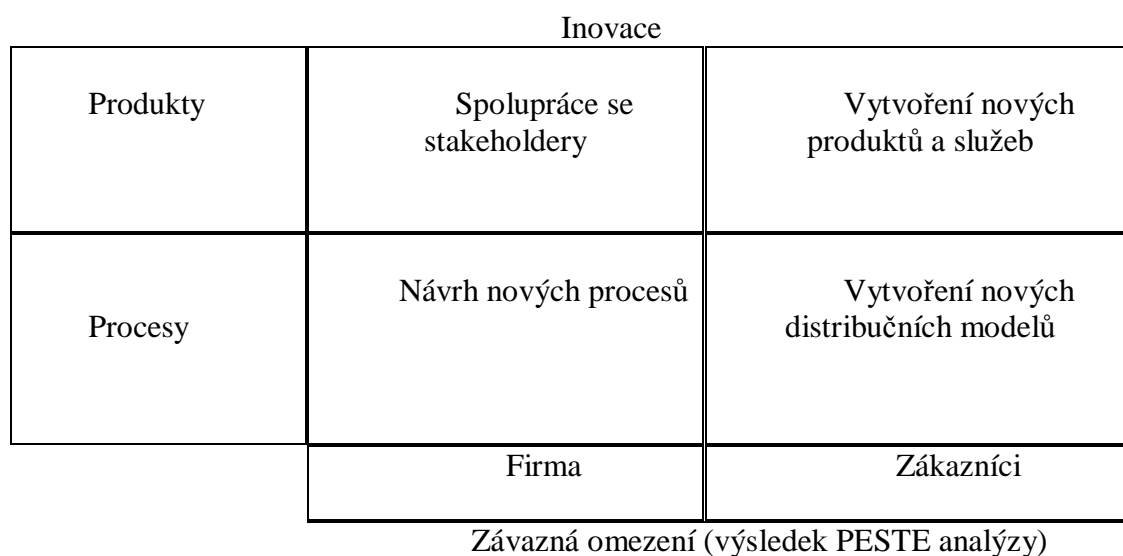 Inovace
Produkty
Spolupráce se
stakeholdery
Vytvoření nových
produktů a služeb
Procesy
Návrh nových procesů
Vytvoření nových
distribučních modelů
Firma
Zákazníci
Závazná omezení (výsledek PESTE analýzy)